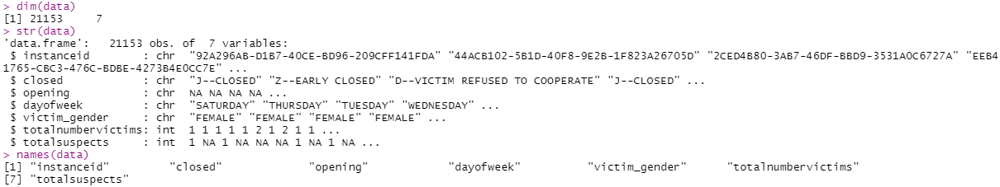 > dim(data)
[1] 21153     7
> str(data)
'data.frame':   21153 obs. of  7 variables:
 $ instanceid        : chr  "92A296AB-D1B7-40CE-BD96-209CFF141FDA" "44ACB102-5B1D-40F8-9E2B-1F823A26705D" "2CED4B80-3AB7-46DF-BBD9-3531A0C6727A" "EEB4
1765-CBC3-476C-BDBE-4273B4E0CC7E" ...
 $ closed            : chr  "J--CLOSED" "Z--EARLY CLOSED" "D--VICTIM REFUSED TO COOPERATE" "J--CLOSED" ...
 $ opening           : chr  NA NA NA NA ...
 $ dayofweek         : chr  "SATURDAY" "THURSDAY" "TUESDAY" "WEDNESDAY" ...
 $ victim_gender     : chr  "FEMALE" "FEMALE" "FEMALE" "FEMALE" ...
 $ totalnumbervictims: int  1 1 1 1 1 2 1 2 1 1 ...
 $ totalsuspects     : int  1 NA 1 NA NA NA 1 NA 1 NA ...
> names(data)
[1] "instanceid"         "closed"             "opening"            "dayofweek"          "victim_gender"      "totalnumbervictims"
[7] "totalsuspects"